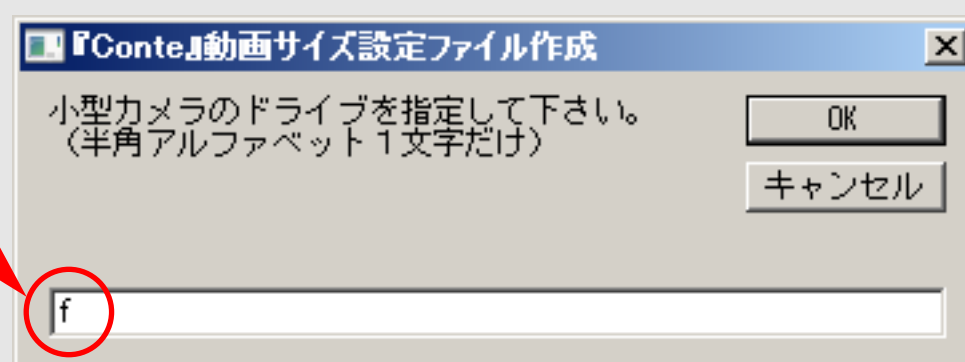 『Conte』動画サイズ設定ファイル作成
小型カメラのドライブを指定して下さい。
（半角アルファベット１文字だけ）
OK
キャンセル
f